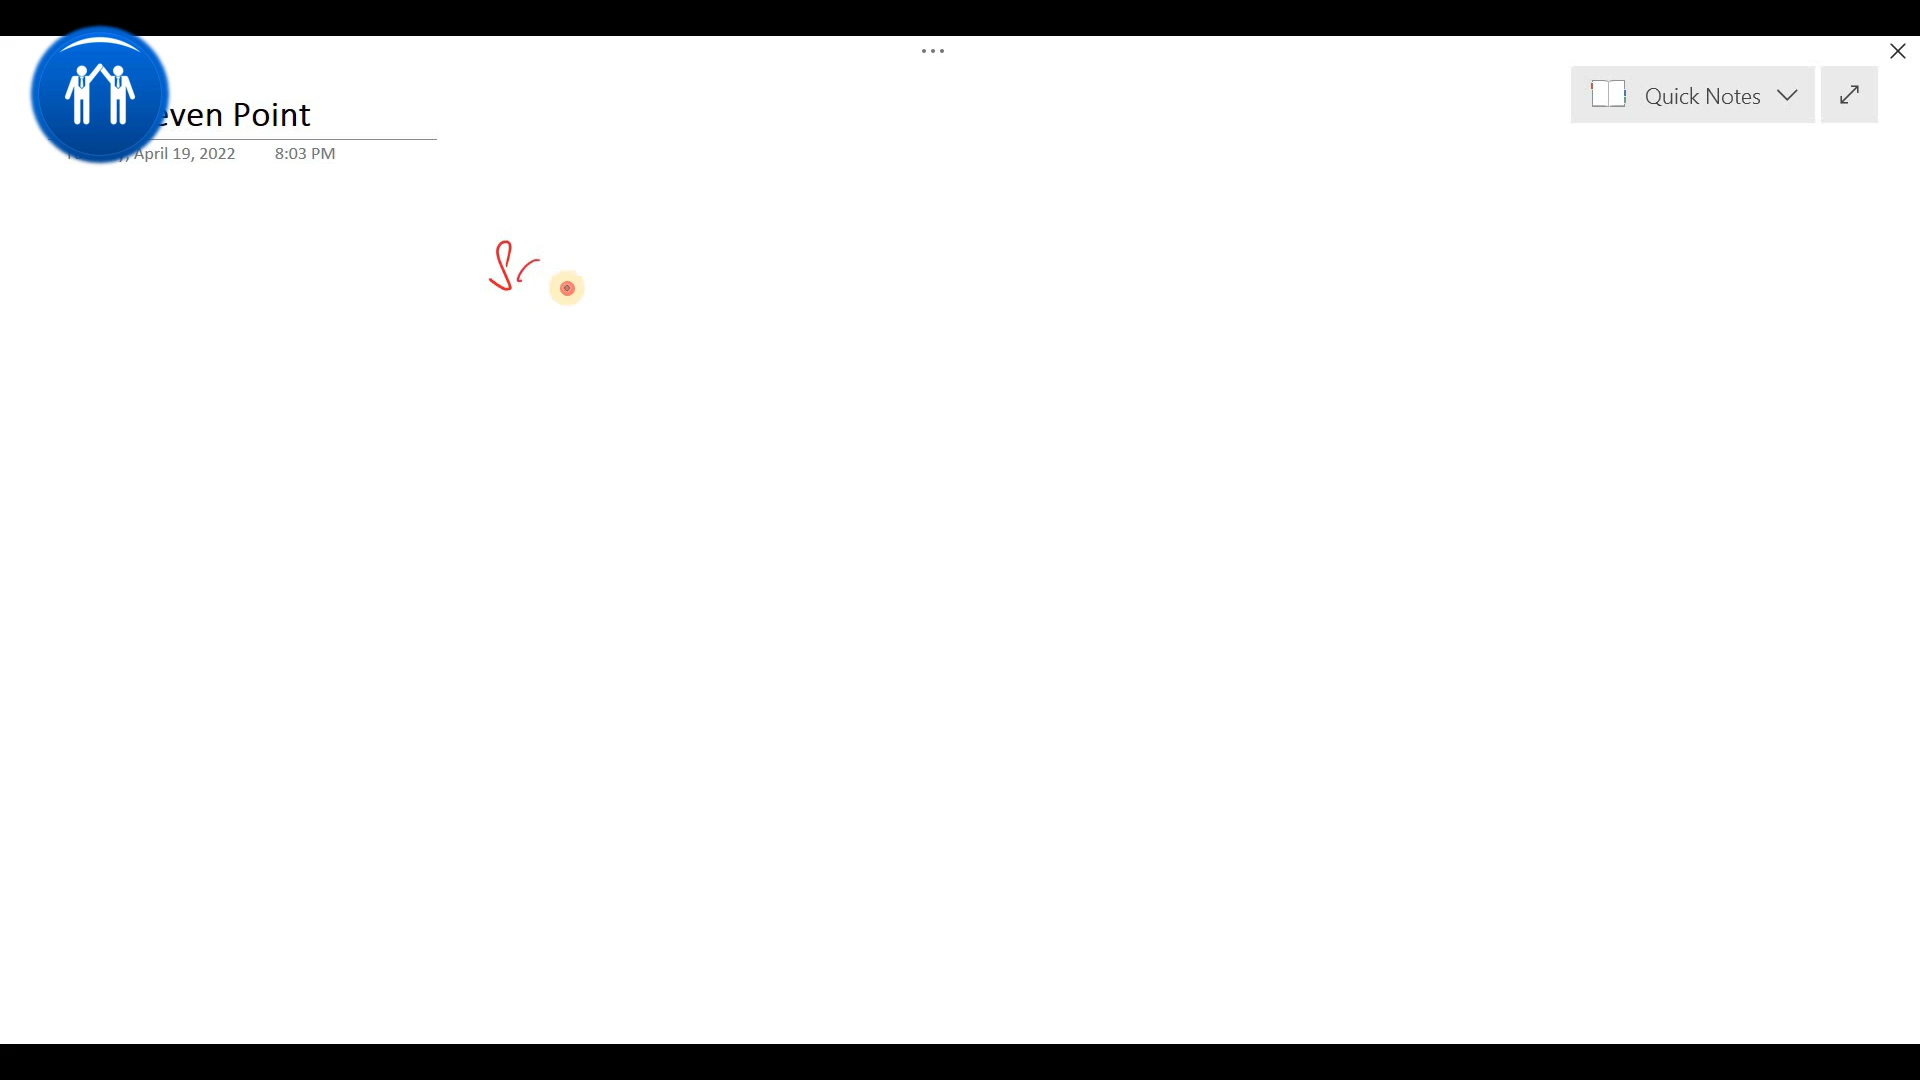 Quick Notes
even Point
April 19, 2022 8:03 PM